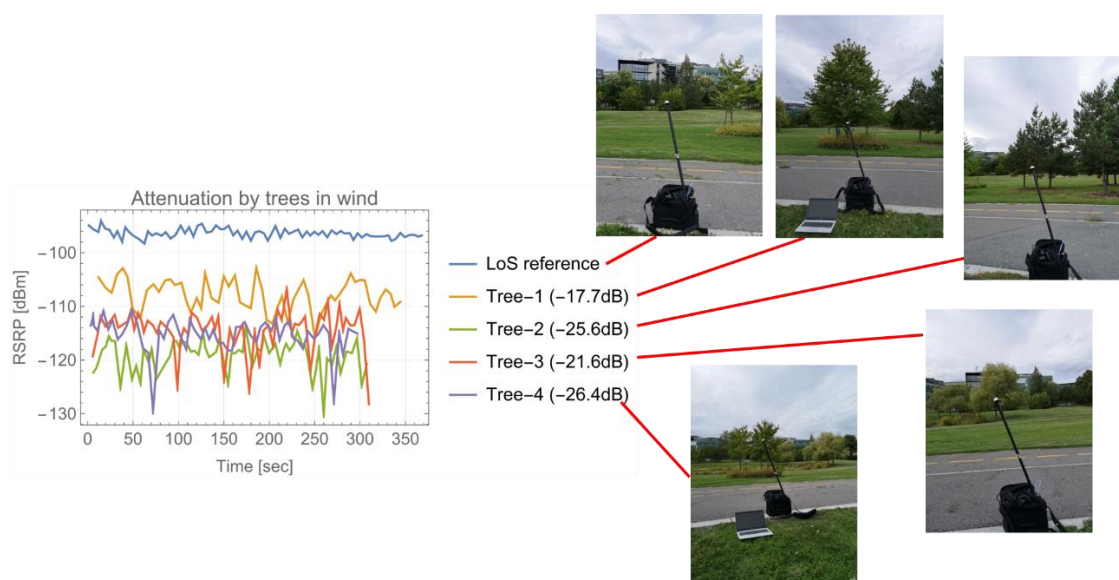 Attenuation by trees in wind
RSRP [dBm]
−100
−110
−120
−130
0
50
100
150
200
250
300
350
Time [sec]
LoS reference
Tree−1 (−17.7dB)
Tree−2 (−25.6dB)
Tree−3 (−21.6dB)
Tree−4 (−26.4dB)